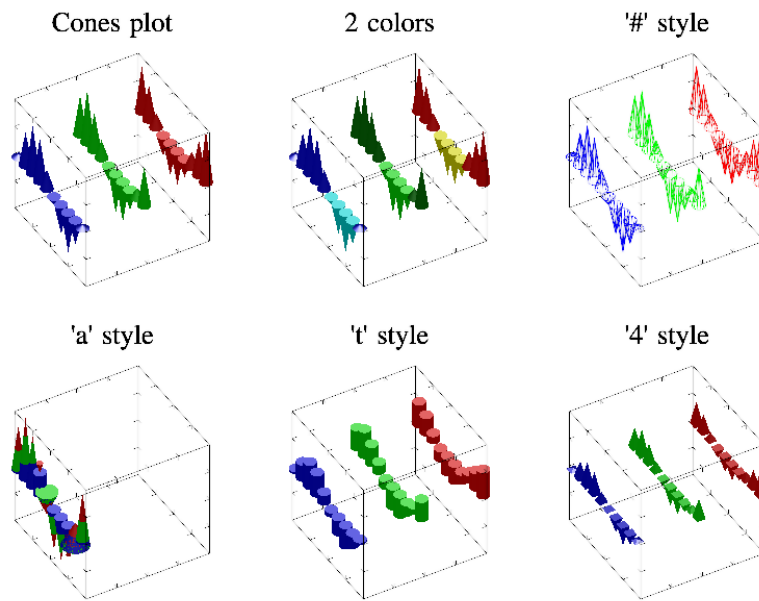 Cones plot
2 colors
'#' style
'a' style
't' style
'4' style